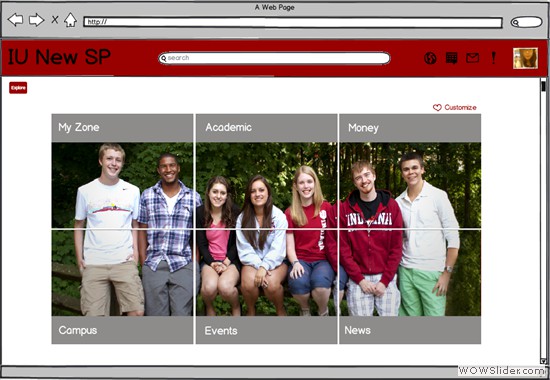 A Web Page
http://
IU New SP
search
Explore
Customize
My Zone
Academic
Money
INDIANA
Campus
Events
News
WOWSlider.com